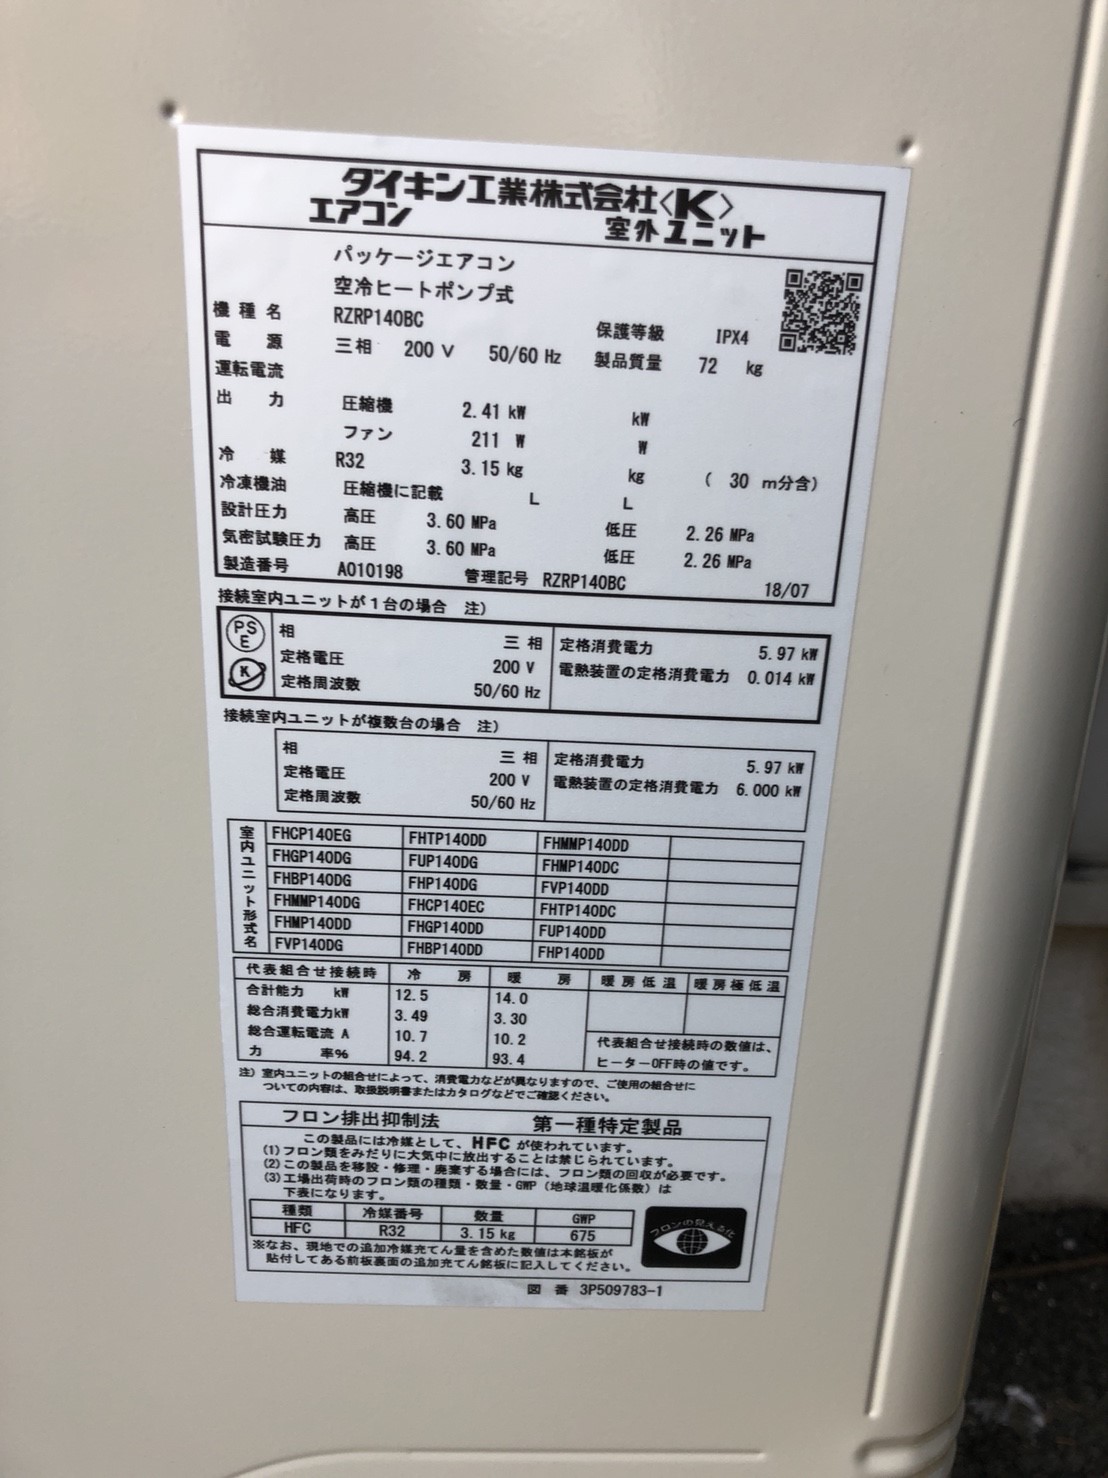 ダイキン工業株式会社〈K〉
エアコン 室外ユニット
パッケージエアコン
空冷ヒートポンプ式
機種名 RZRP140BC 保護等級 IPX4
電源 三相 200 V 50/60 Hz 製品質量 72 kg
運転電流
出力 圧縮機 2.41 kW kW
ファン 211 W W
冷媒 R32 3.15 kg kg ( 30 m分含)
冷凍機油 圧縮機に記載 L L
設計圧力 高圧 3.60 MPa 低圧 2.26 MPa
気密試験圧力 高圧 3.60 MPa 低圧 2.26 MPa
製造番号 A010198 管理記号 RZRP140BC 18/07
接続室内ユニットが1台の場合 注)
PSE 相 三相 定格消費電力 5.97 kW
K 定格電圧 200 V 電熱装置の定格消費電力 0.014 kW
定格周波数 50/60 Hz
接続室内ユニットが複数台の場合 注)
相 三相 定格消費電力 5.97 kW
定格電圧 200 V 電熱装置の定格消費電力 6.000 kW
定格周波数 50/60 Hz
室内ユニット形式名
FHCP140EG FHTP140DD FHMMP140DD
FHGP140DG FUP140DG FHMP140DC
FHBP140DG FHP140DG FVP140DD
FHMMP140DG FHCP140EC FHTP140DC
FHMP140DD FHGP140DD FUP140DD
FVP140DG FHBP140DD FHP140DD
代表組合せ接続時 冷房 暖房 暖房低温 暖房極低温
合計能力 kW 12.5 14.0
総合消費電力kW 3.49 3.30
総合運転電流 A 10.7 10.2
力率% 94.2 93.4
代表組合せ接続時の数値は、
ヒーターOFF時の値です。
注) 室内ユニットの組合せによって、消費電力などが異なりますので、ご使用の組合せに
ついての内容は、取扱説明書またはカタログなどでご確認ください。
フロン排出抑制法 第一種特定製品
この製品には冷媒として、HFCが使われています。
(1)フロン類をみだりに大気中に放出することは禁じられています。
(2)この製品を移設・修理・廃棄する場合には、フロン類の回収が必要です。
(3)工場出荷時のフロン類の種類・数量・GWP (地球温暖化係数) は
下表になります。
種類 冷媒番号 数量 GWP
HFC R32 3.15 kg 675
フロンの見える化
※なお、現地での追加冷媒充てん量を含めた数値は本銘板が
貼付してある前板裏面の追加充てん銘板に記入してください。
図番 3P509783-1